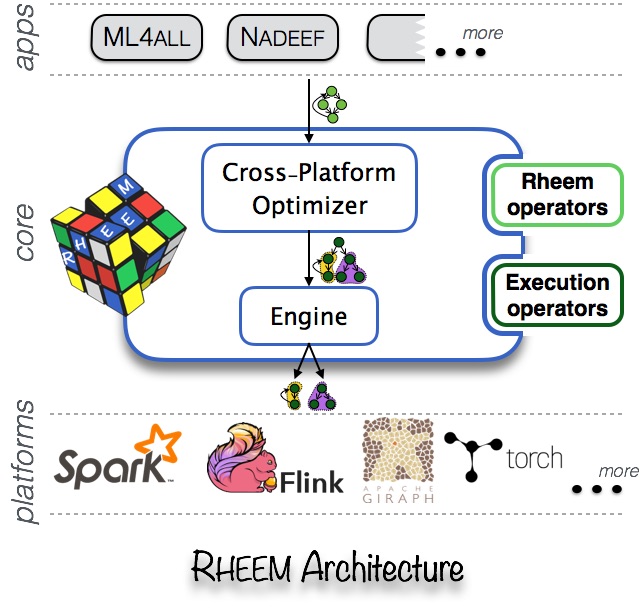 apps
ML4ALL
NADEEF
more
core
Cross-Platform
Optimizer
Rheem
operators
M
E
E
H
R
Execution
operators
Engine
platforms
Spark™
Flink
APACHE
GIRAPH
torch
more
RHEEM Architecture